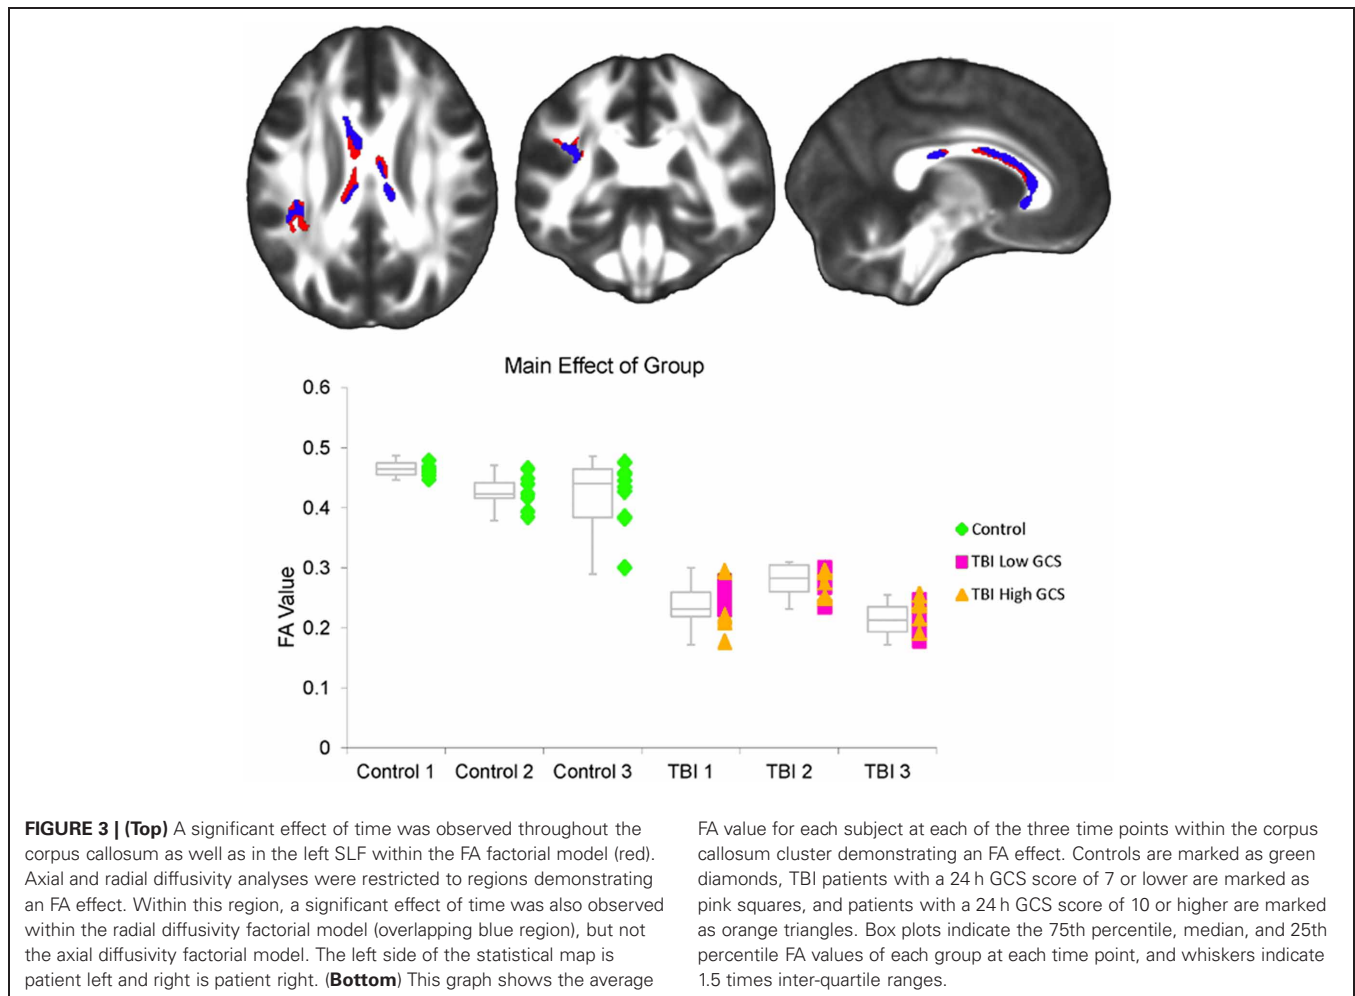 Main Effect of Group
0.6
0.5
0.4
0.3
0.2
0.1
0
FA Value
Control 1 Control 2 Control 3 TBI 1 TBI 2 TBI 3
Control
TBI Low GCS
TBI High GCS
FIGURE 3 | (Top) A significant effect of time was observed throughout the
corpus callosum as well as in the left SLF within the FA factorial model (red).
Axial and radial diffusivity analyses were restricted to regions demonstrating
an FA effect. Within this region, a significant effect of time was also observed
within the radial diffusivity factorial model (overlapping blue region), but not
the axial diffusivity factorial model. The left side of the statistical map is
patient left and right is patient right. (Bottom) This graph shows the average
FA value for each subject at each of the three time points within the corpus
callosum cluster demonstrating an FA effect. Controls are marked as green
diamonds, TBI patients with a 24 h GCS score of 7 or lower are marked as
pink squares, and patients with a 24 h GCS score of 10 or higher are marked
as orange triangles. Box plots indicate the 75th percentile, median, and 25th
percentile FA values of each group at each time point, and whiskers indicate
1.5 times inter-quartile ranges.